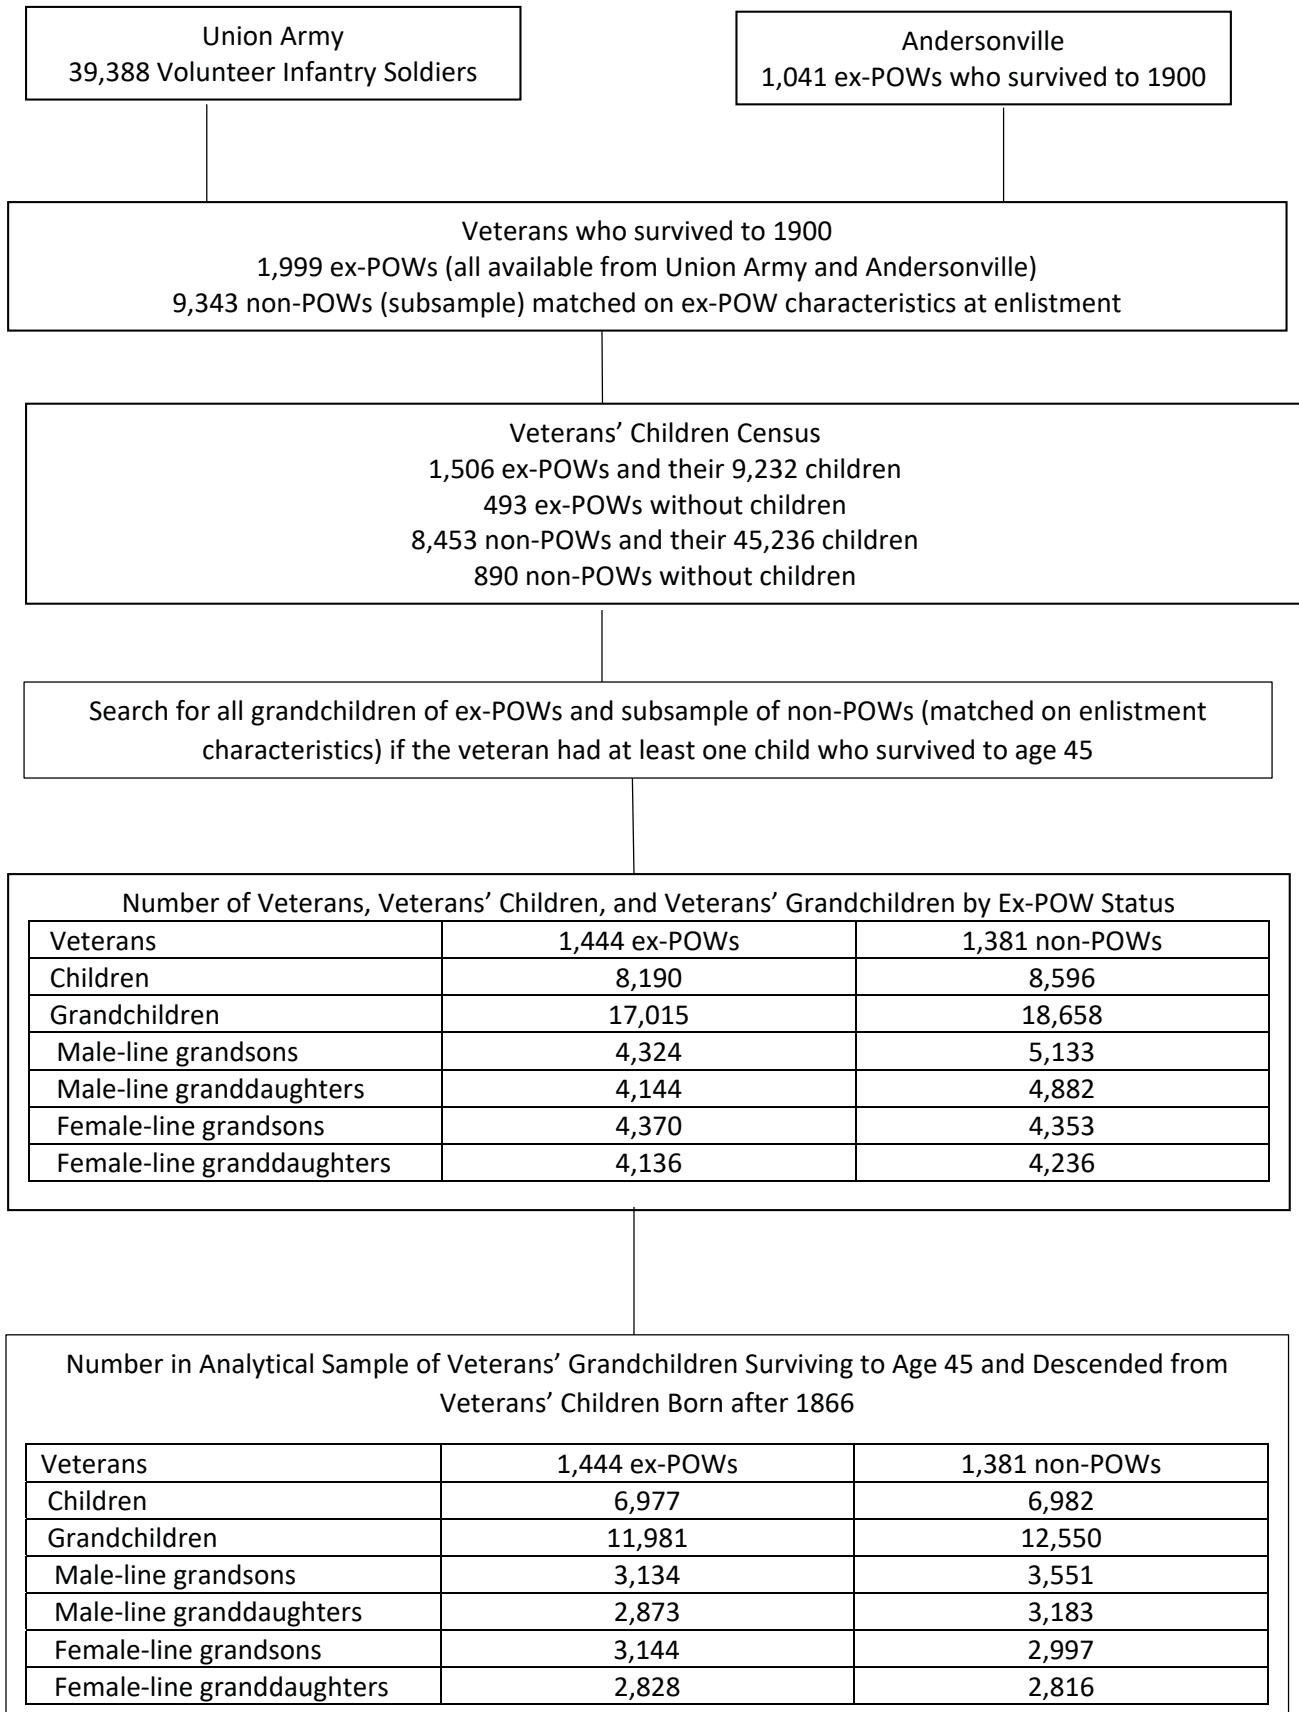 Union Army
39,388 Volunteer Infantry Soldiers
Andersonville
1,041 ex-POWs who survived to 1900
Veterans who survived to 1900
1,999 ex-POWs (all available from Union Army and Andersonville)
9,343 non-POWs (subsample) matched on ex-POW characteristics at enlistment
Veterans’ Children Census
1,506 ex-POWs and their 9,232 children
493 ex-POWs without children
8,453 non-POWs and their 45,236 children
890 non-POWs without children
Search for all grandchildren of ex-POWs and subsample of non-POWs (matched on enlistment
characteristics) if the veteran had at least one child who survived to age 45
Number of Veterans, Veterans’ Children, and Veterans’ Grandchildren by Ex-POW Status
Veterans 1,444 ex-POWs 1,381 non-POWs
Children 8,190 8,596
Grandchildren 17,015 18,658
Male-line grandsons 4,324 5,133
Male-line granddaughters 4,144 4,882
Female-line grandsons 4,370 4,353
Female-line granddaughters 4,136 4,236
Number in Analytical Sample of Veterans’ Grandchildren Surviving to Age 45 and Descended from
Veterans’ Children Born after 1866
Veterans 1,444 ex-POWs 1,381 non-POWs
Children 6,977 6,982
Grandchildren 11,981 12,550
Male-line grandsons 3,134 3,551
Male-line granddaughters 2,873 3,183
Female-line grandsons 3,144 2,997
Female-line granddaughters 2,828 2,816